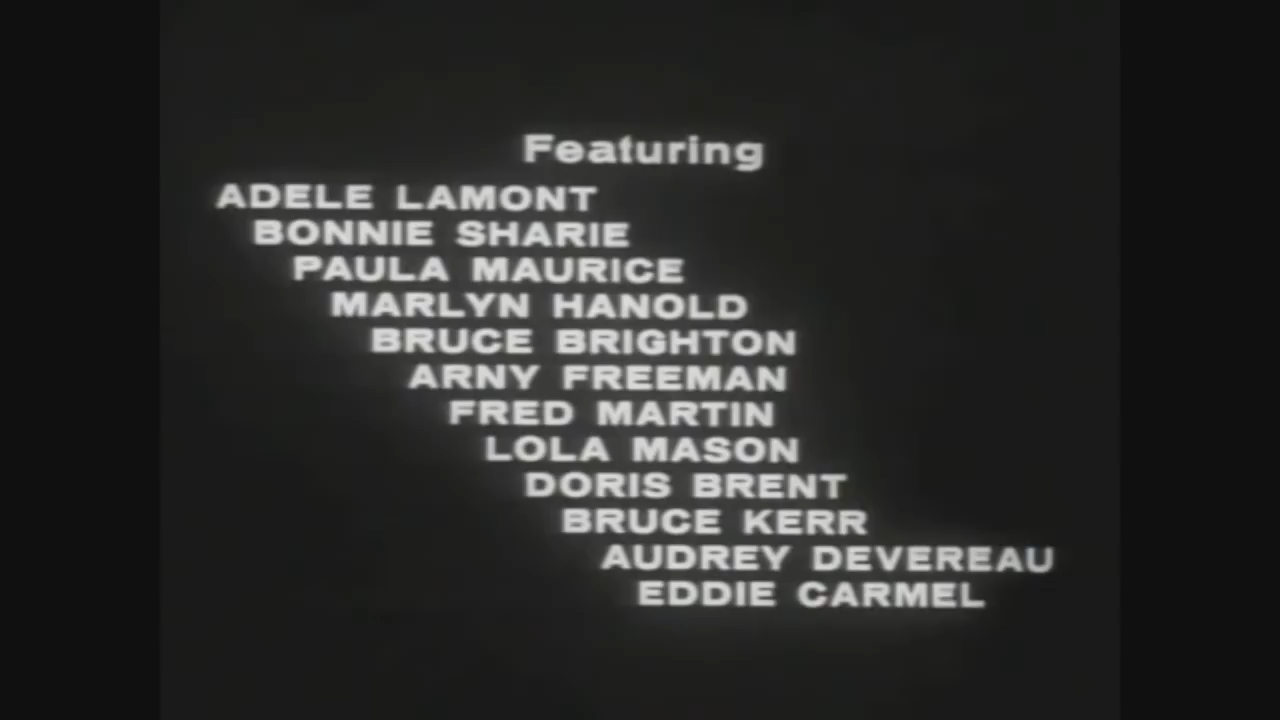 Featuring
ADELE LAMONT
BONNIE SHARIE
PAULA MAURICE
MARLYN HANOLD
BRUCE BRIGHTON
ARNY FREEMAN
FRED MARTIN
LOLA MASON
DORIS BRENT
BRUCE KERR
AUDREY DEVEREAU
EDDIE CARMEL